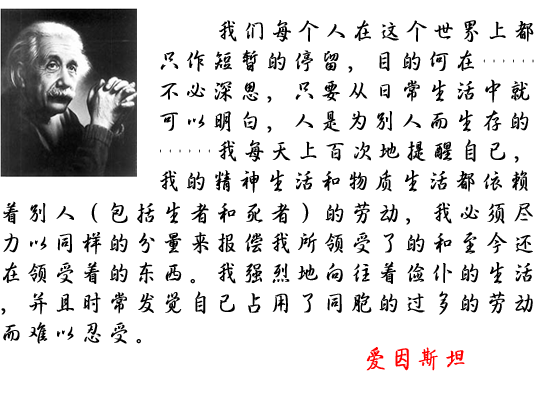 我们每个人在这个世界上都
只作短暂的停留，目的何在······
不必深思，只要从日常生活中就
可以明白，人是为别人而生存的
······我每天上百次地提醒自己，
我的精神生活和物质生活都依赖
着别人（包括生者和死者）的劳动，我必须尽
力以同样的分量来报偿我所领受了的和至今还
在领受着的东西。我强烈地向往着俭仆的生活
，并且时常发觉自己占用了同胞的过多的劳动
而难以忍受。
爱因斯坦